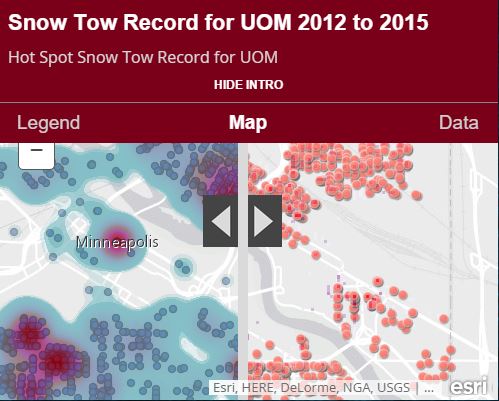 Snow Tow Record for UOM 2012 to 2015
Hot Spot Snow Tow Record for UOM
HIDE INTRO
Legend Map Data
−
Minneapolis
Esri, HERE, DeLorme, NGA, USGS | ...
esri